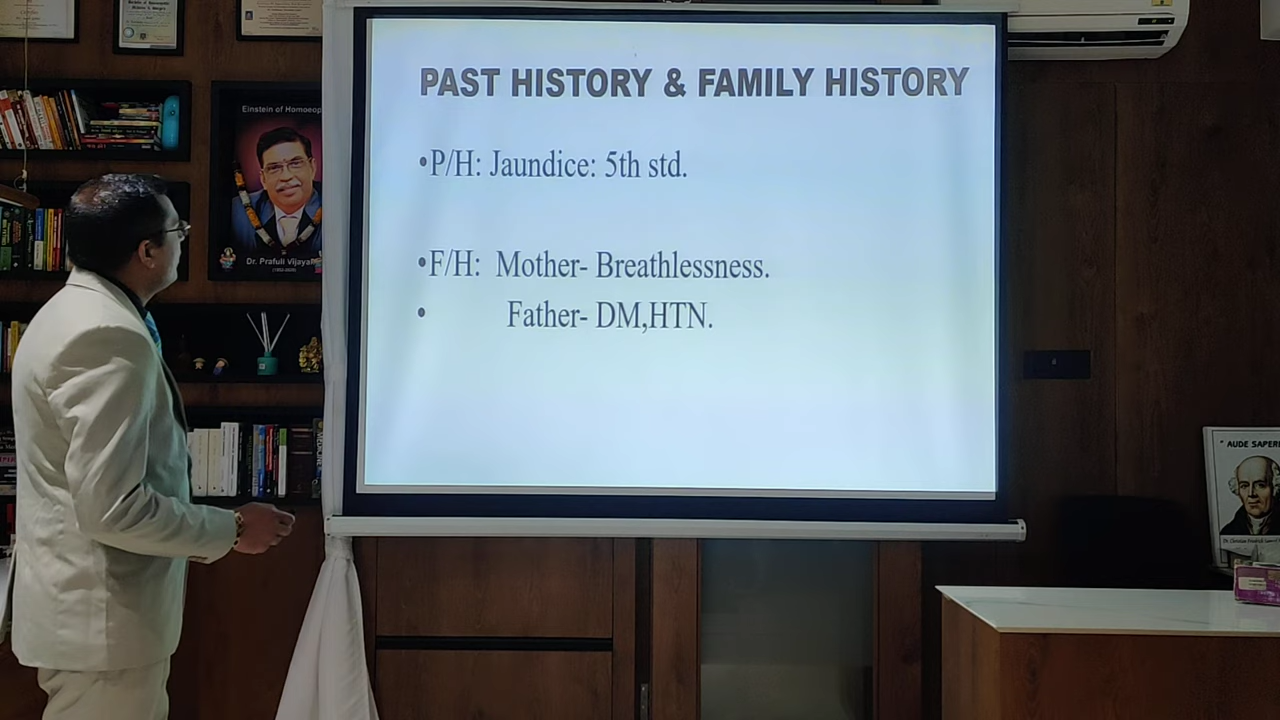 PAST HISTORY & FAMILY HISTORY
•P/H: Jaundice: 5th std.
•F/H:  Mother- Breathlessness.
• Father- DM,HTN.
Einstein of Homoeop
Dr. Prafull Vijaya
" AUDE SAPERE